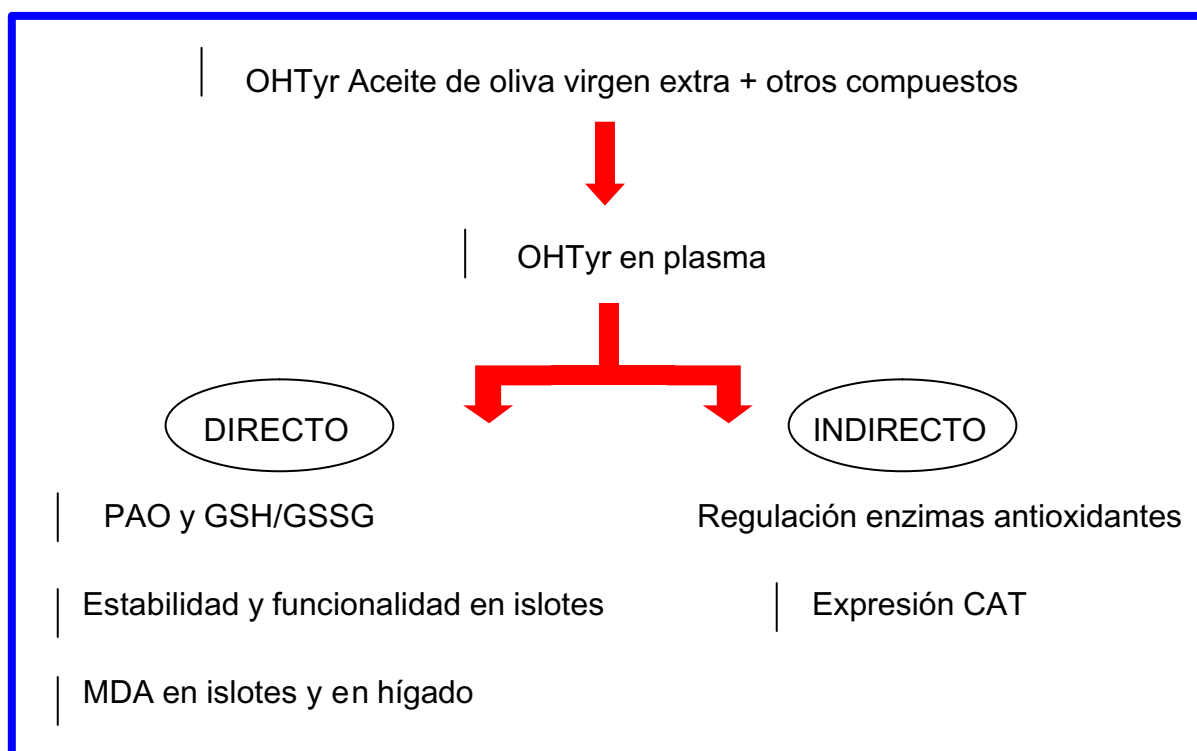 OHTyr Aceite de oliva virgen extra + otros compuestos
OHTyr en plasma
DIRECTO
INDIRECTO
PAO y GSH/GSSG
Regulación enzimas antioxidantes
Estabilidad y funcionalidad en islotes
Expresión CAT
MDA en islotes y en hígado